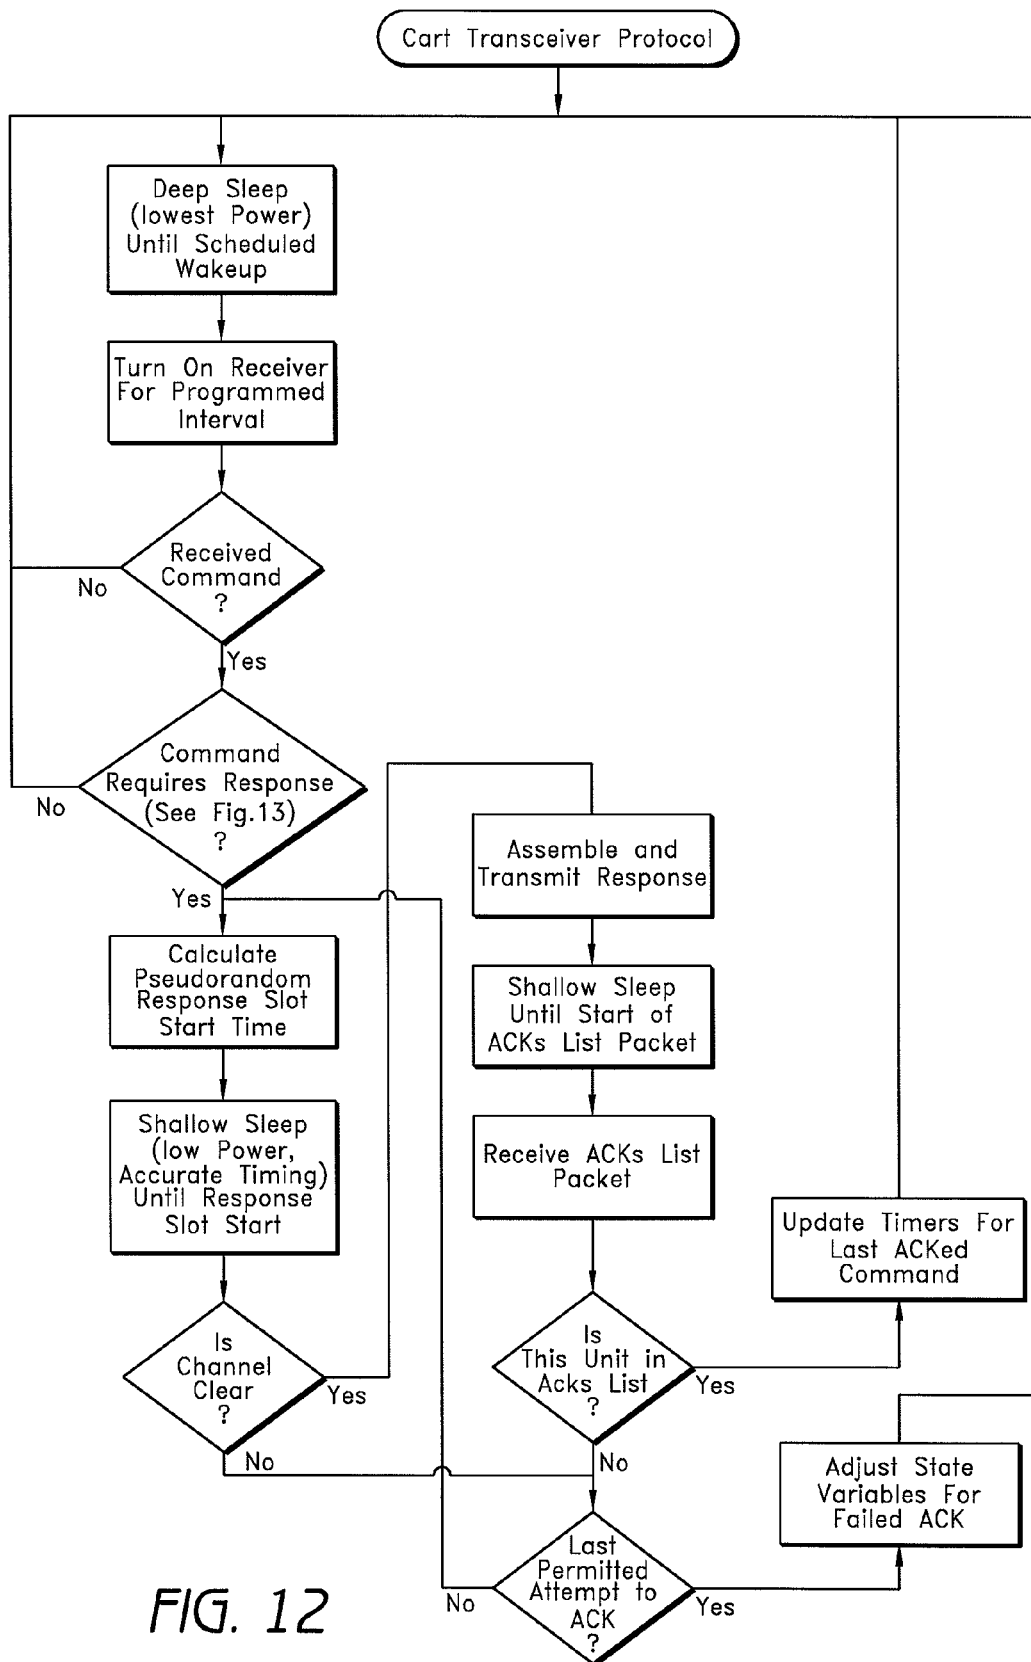 Cart Transceiver Protocol
Deep Sleep
(lowest Power)
Until Scheduled
Wakeup
Turn On Receiver
For Programmed
Interval
Received
Command
?
No
Yes
Command
Requires Response
(See Fig.13)
?
No
Yes
Calculate
Pseudorandom
Response Slot
Start Time
Shallow Sleep
(low Power,
Accurate Timing)
Until Response
Slot Start
Is
Channel
Clear
?
Yes
No
Assemble and
Transmit Response
Shallow Sleep
Until Start of
ACKs List Packet
Receive ACKs List
Packet
Is
This Unit in
Acks List
?
Yes
No
Update Timers For
Last ACKed
Command
Last
Permitted
Attempt to
ACK
?
No
Yes
Adjust State
Variables For
Failed ACK
FIG. 12